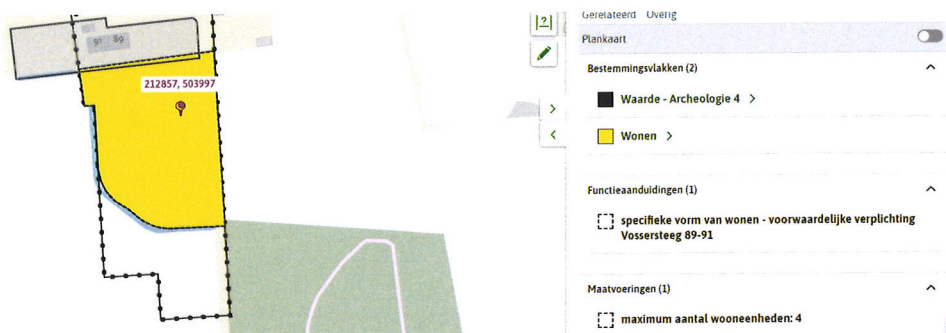 91 89
212857, 503997
Gerelateerd Overig
Plankaart
Bestemmingsvlakken (2)
Waarde - Archeologie 4 >
Wonen >
Functieaanduidingen (1)
specifieke vorm van wonen - voorwaardelijke verplichting
Vossersteeg 89-91
Maatvoeringen (1)
maximum aantal wooneenheden: 4